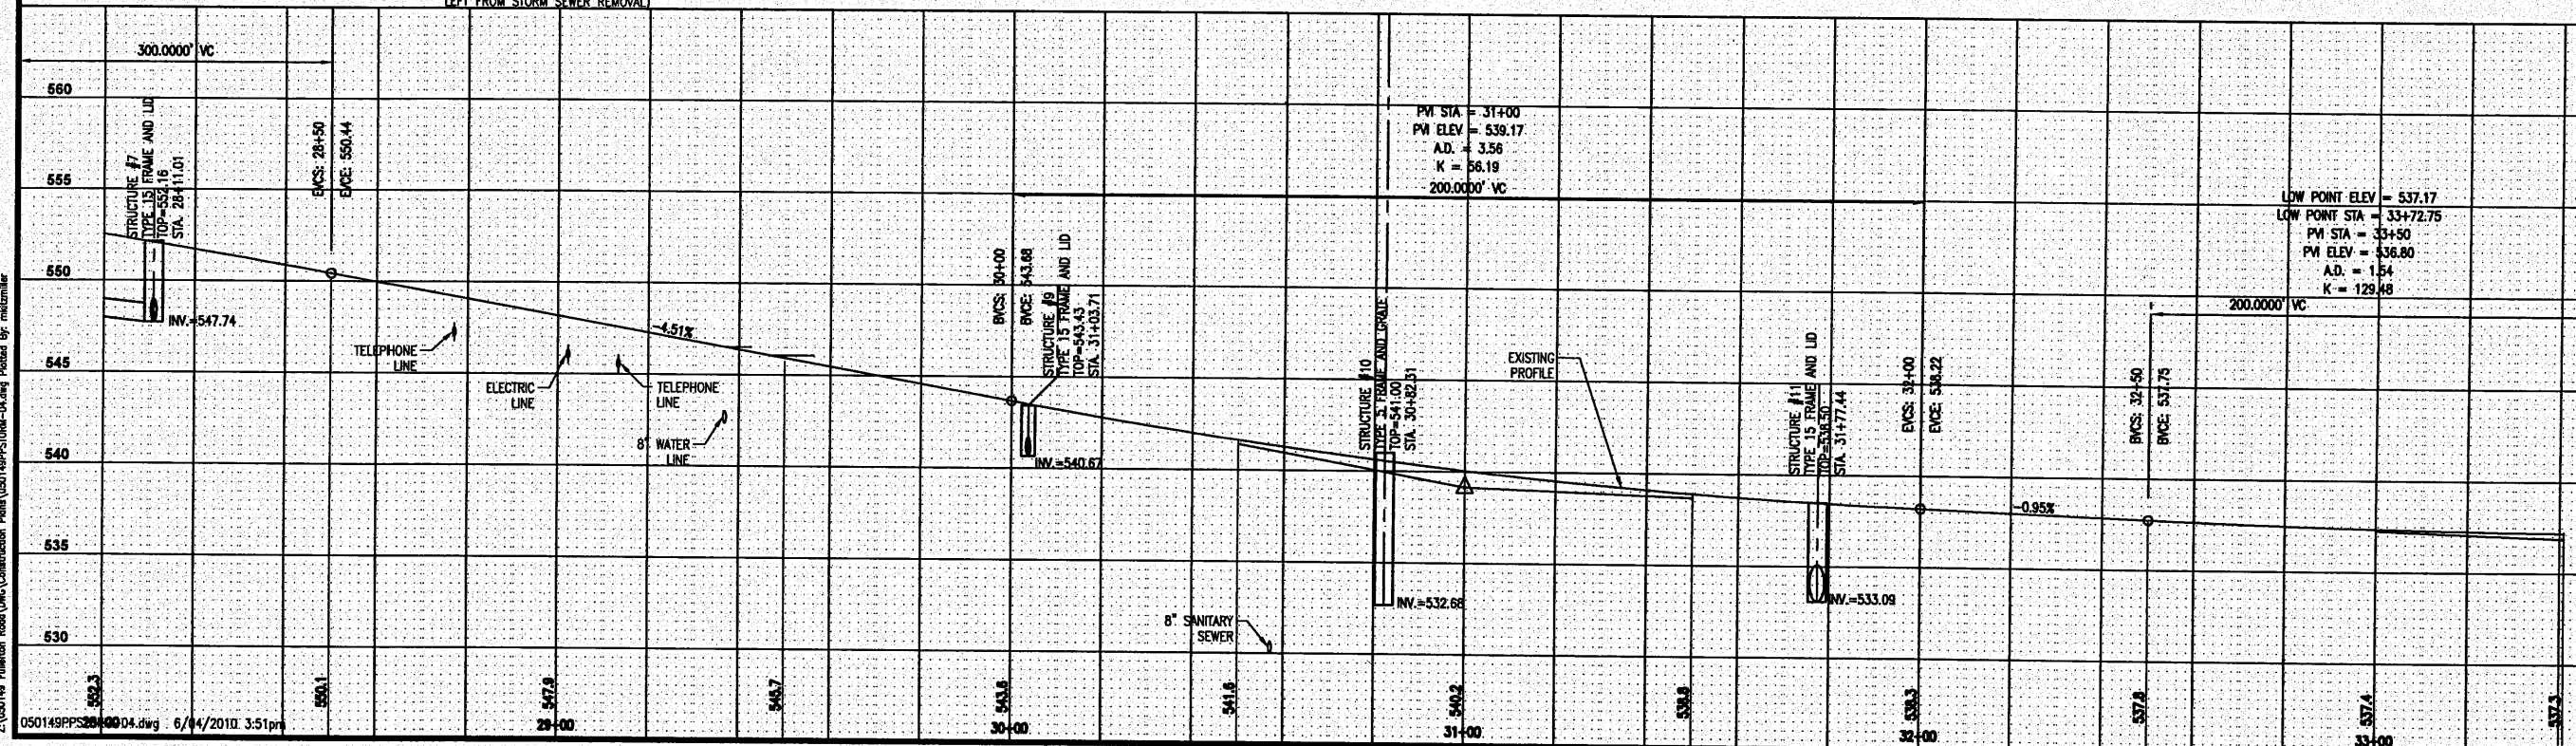 LEFT FROM STORM SEWER REMOVAL)
300.0000' VC
560
555
550
545
540
535
530
STRUCTURE #7
TYPE 15 FRAME AND LID
TOP=552.16
STA. 28+11.01
INV.=547.74
EVCS: 28+50
EVCE: 550.44
TELEPHONE
LINE
ELECTRIC
LINE
TELEPHONE
LINE
8" WATER
LINE
-4.51%
BVCS: 30+00
BVCE: 543.68
STRUCTURE #9
TYPE 15 FRAME AND LID
TOP=543.43
STA. 31+03.71
INV.=540.67
PVI STA = 31+00
PVI ELEV = 539.17
A.D. = 3.56
K = 56.19
200.0000' VC
STRUCTURE #10
TYPE 5 FRAME AND GRATE
TOP=541.00
STA. 30+82.31
INV.=532.68
8" SANITARY
SEWER
EXISTING
PROFILE
STRUCTURE #11
TYPE 15 FRAME AND LID
TOP=538.50
STA. 31+77.44
INV.=533.09
EVCS: 32+00
EVCE: 538.22
-0.95%
BVCS: 32+50
BVCE: 537.75
LOW POINT ELEV = 537.17
LOW POINT STA = 33+72.75
PVI STA = 33+50
PVI ELEV = 536.80
A.D. = 1.54
K = 129.48
200.0000' VC
552.3
550.1
547.9
545.7
543.6
541.6
540.2
538.8
538.3
537.8
537.4
537.3
28+00
29+00
30+00
31+00
32+00
33+00
6/04/2010 3:51pm